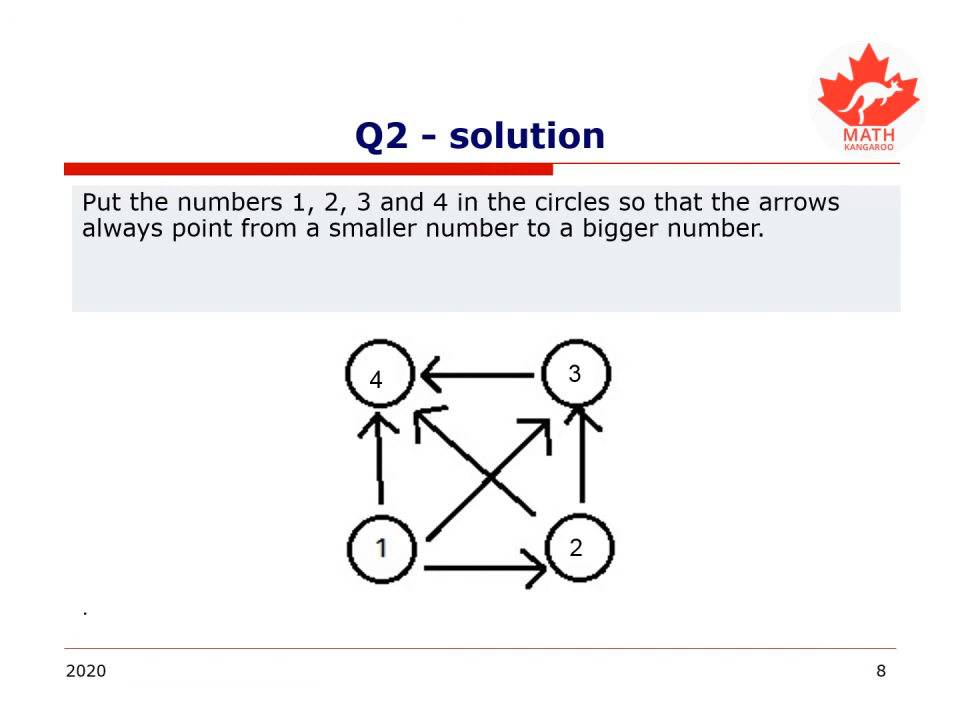 MATH
KANGAROO
Q2 - solution
Put the numbers 1, 2, 3 and 4 in the circles so that the arrows
always point from a smaller number to a bigger number.
4
3
1
2
.
2020
8